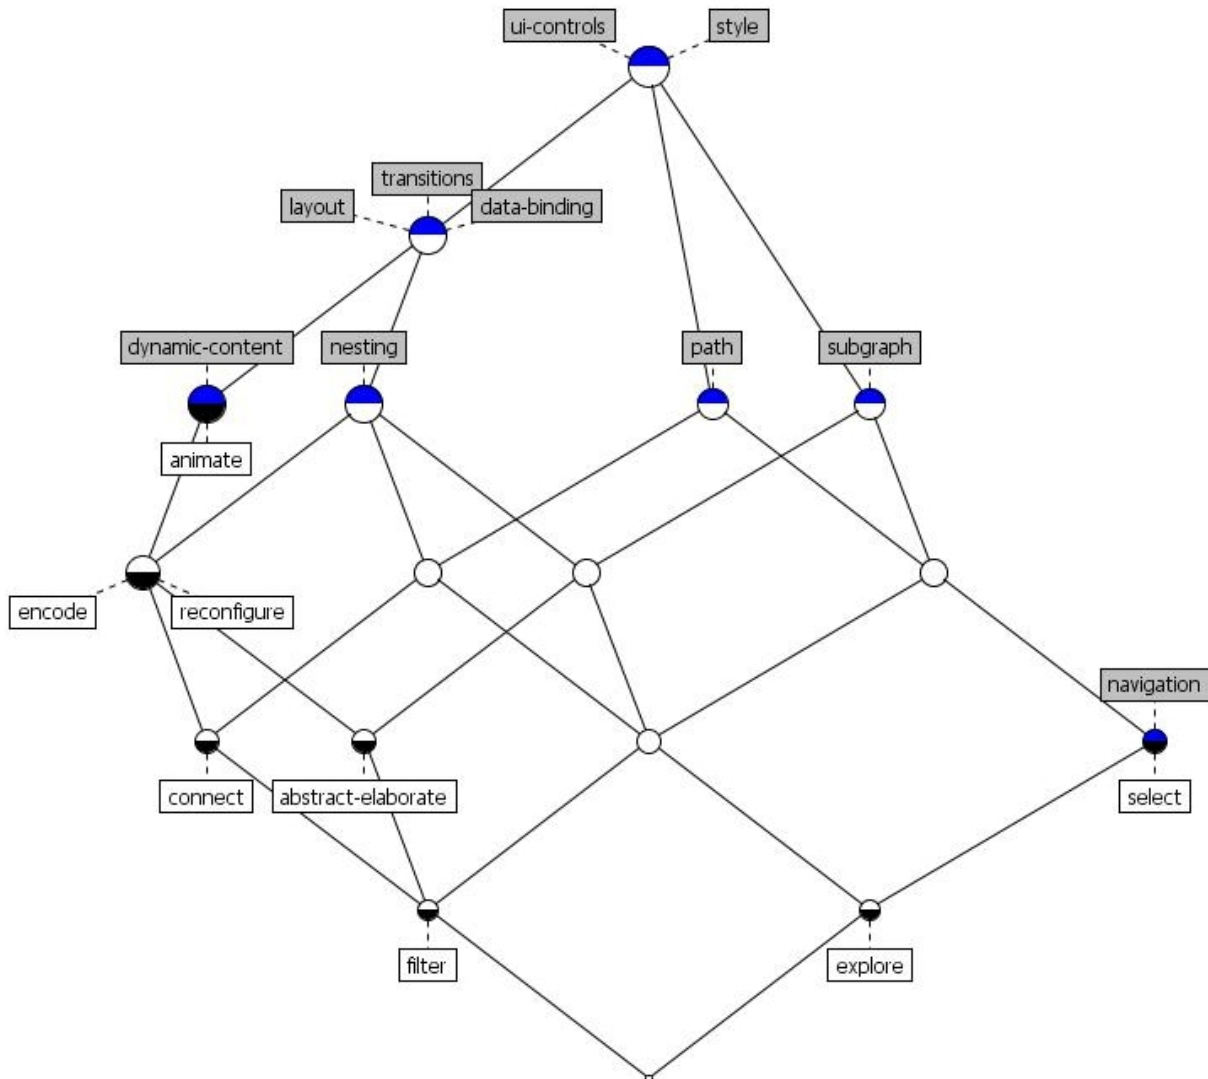 ui-controls
style
transitions
layout
data-binding
dynamic-content
nesting
path
subgraph
animate
encode
reconfigure
navigation
connect
abstract-elaborate
select
filter
explore